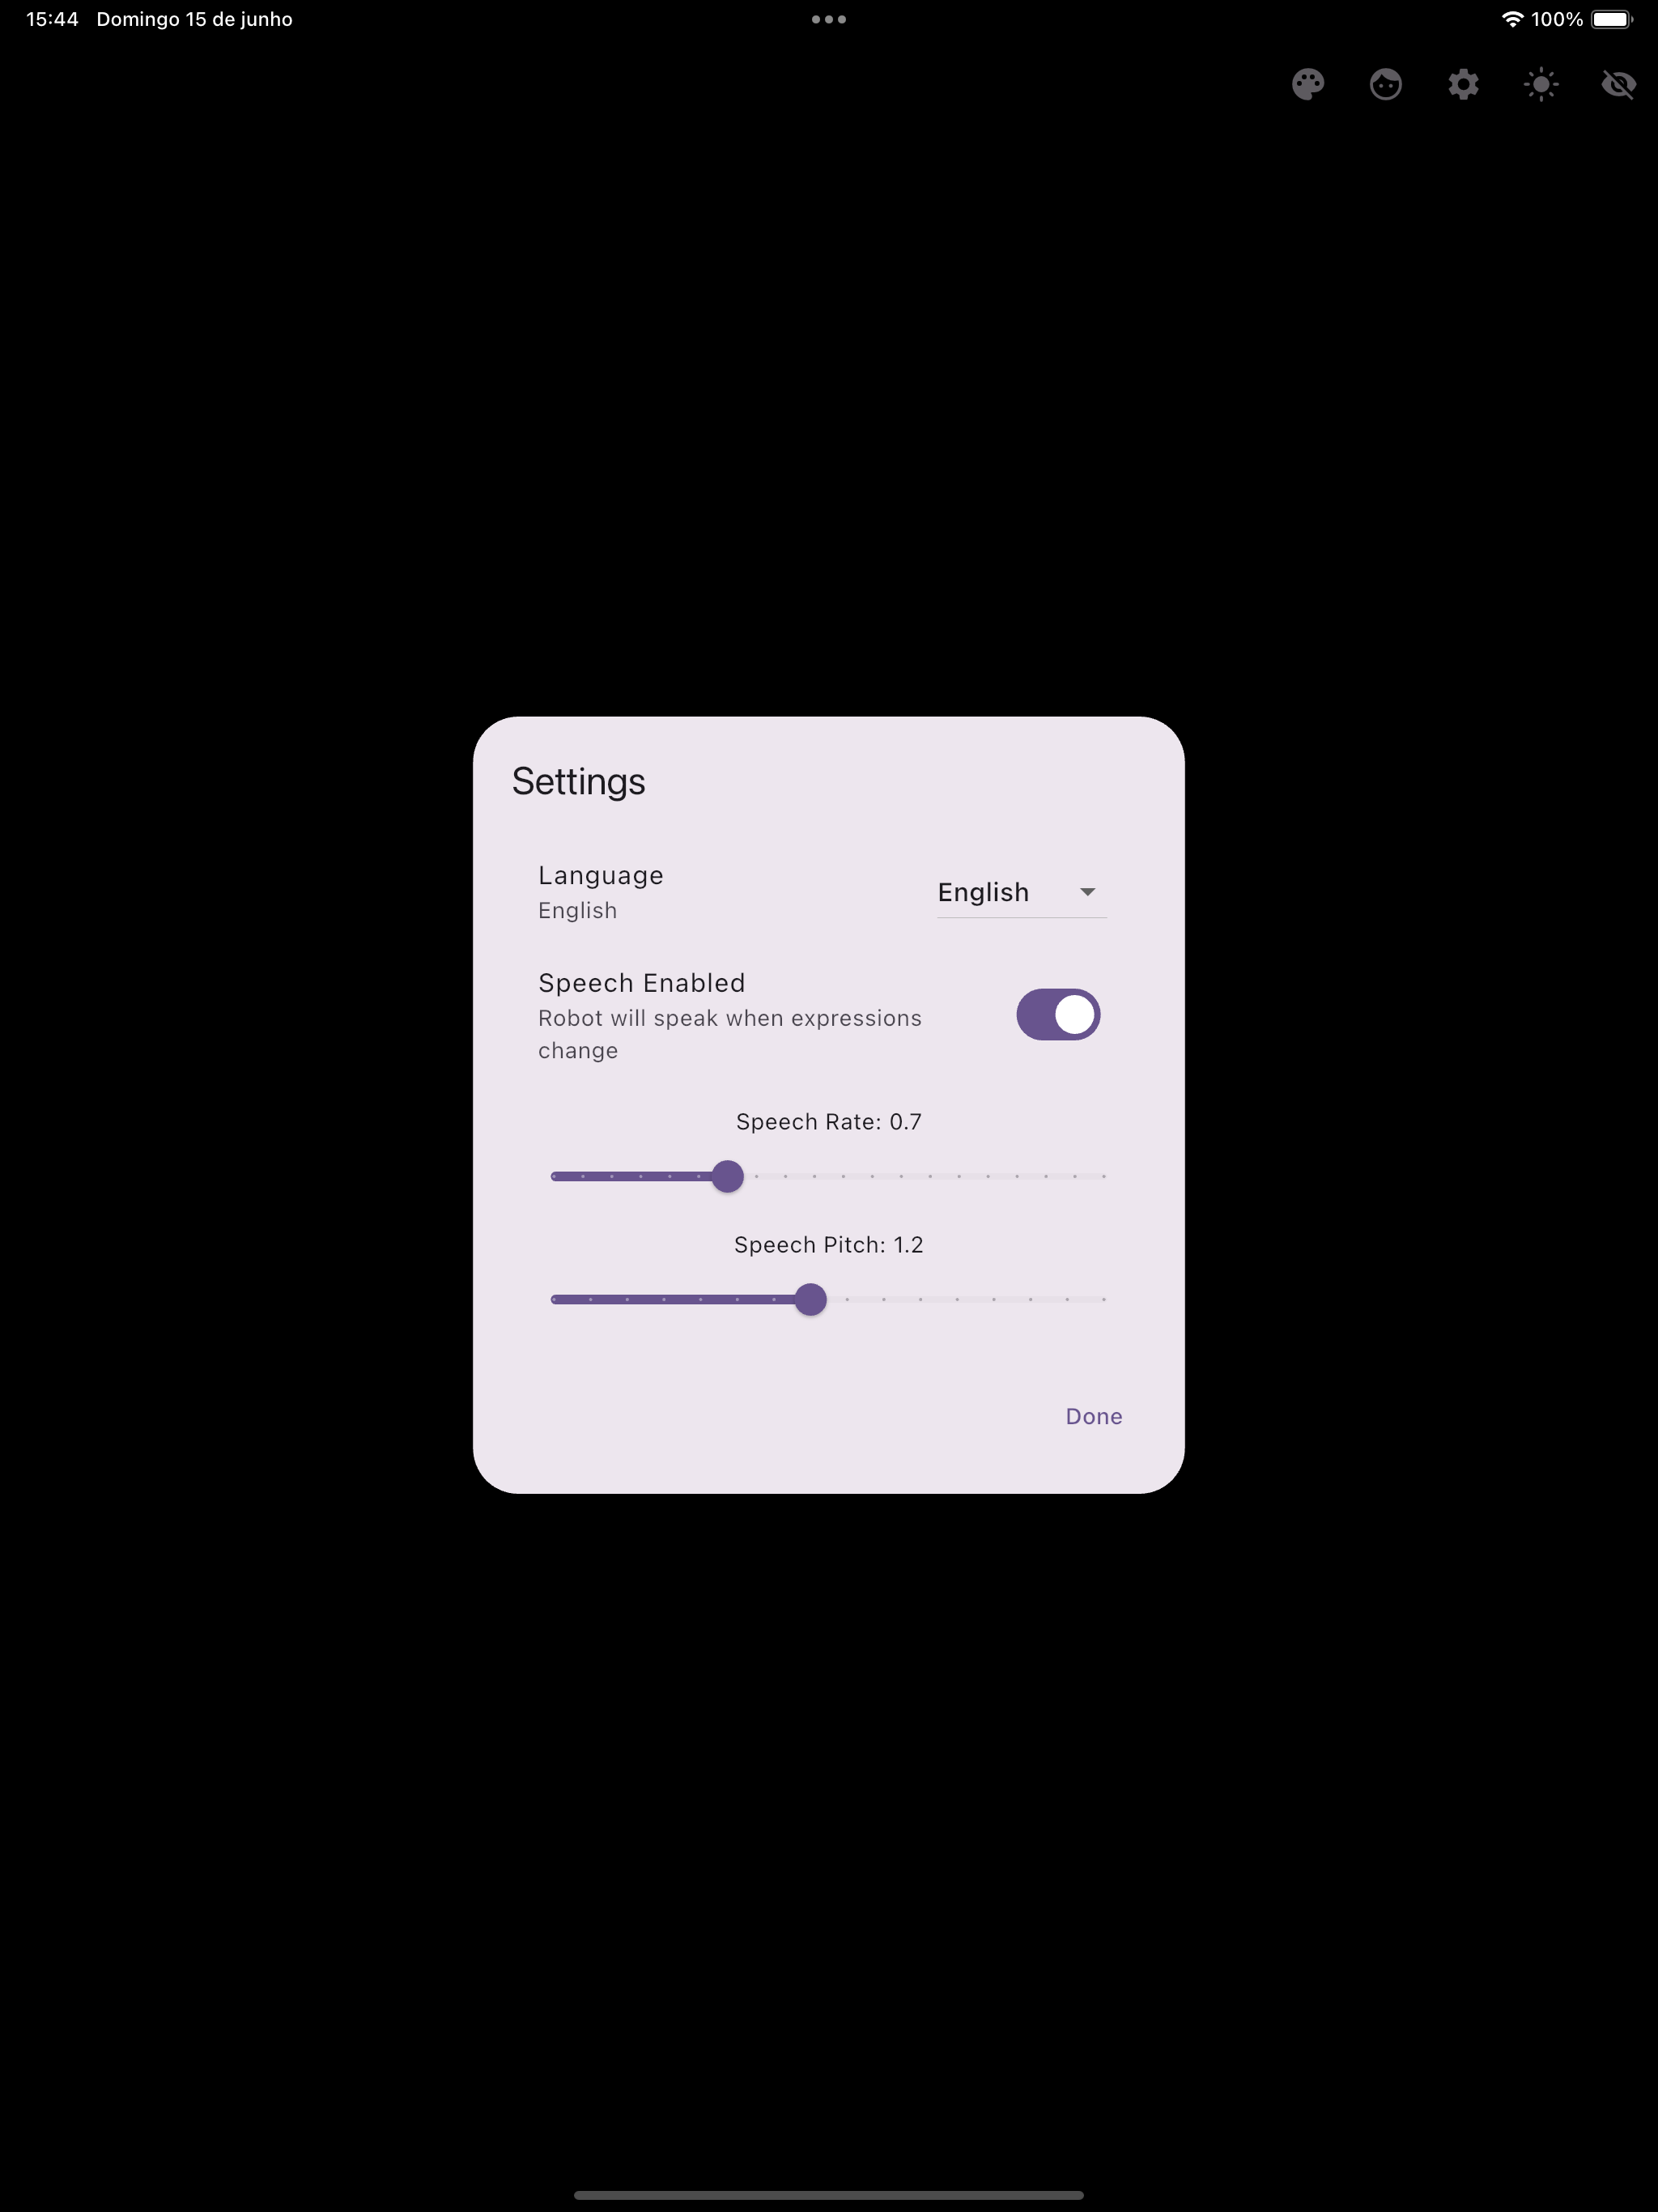 15:44 Domingo 15 de junho
100%
Settings
Language
English
English
Speech Enabled
Robot will speak when expressions
change
Speech Rate: 0.7
Speech Pitch: 1.2
Done